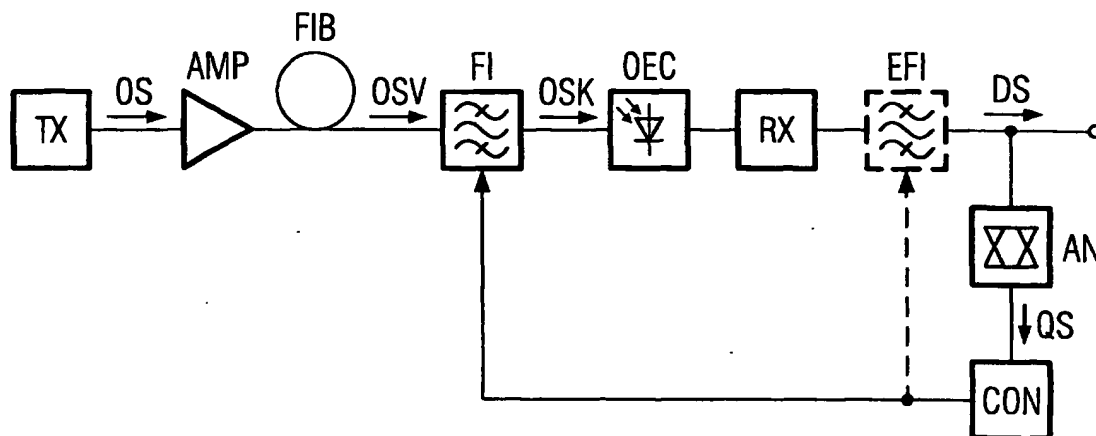 FIB
AMP
FI
OEC
EFI
OS
OSV
OSK
DS
TX
RX
AN
QS
CON